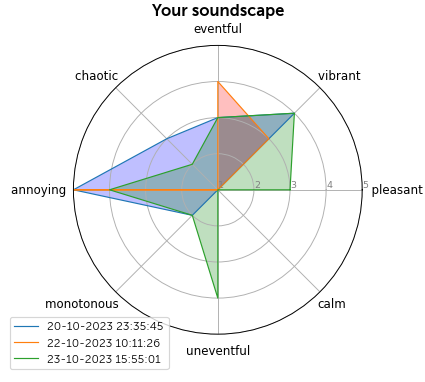 Your soundscape
eventful
chaotic
vibrant
annoying
2
3
4
5
pleasant
monotonous
calm
uneventful
20-10-2023 23:35:45
22-10-2023 10:11:26
23-10-2023 15:55:01